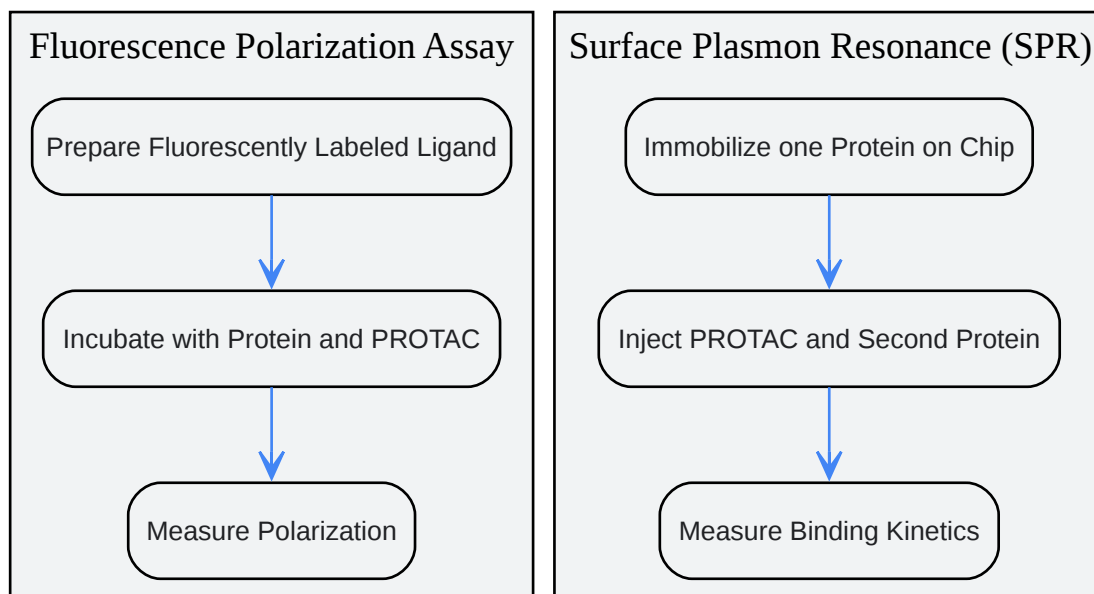 Fluorescence Polarization Assay
Prepare Fluorescently Labeled Ligand
Incubate with Protein and PROTAC
Measure Polarization
Surface Plasmon Resonance (SPR)
Immobilize one Protein on Chip
Inject PROTAC and Second Protein
Measure Binding Kinetics